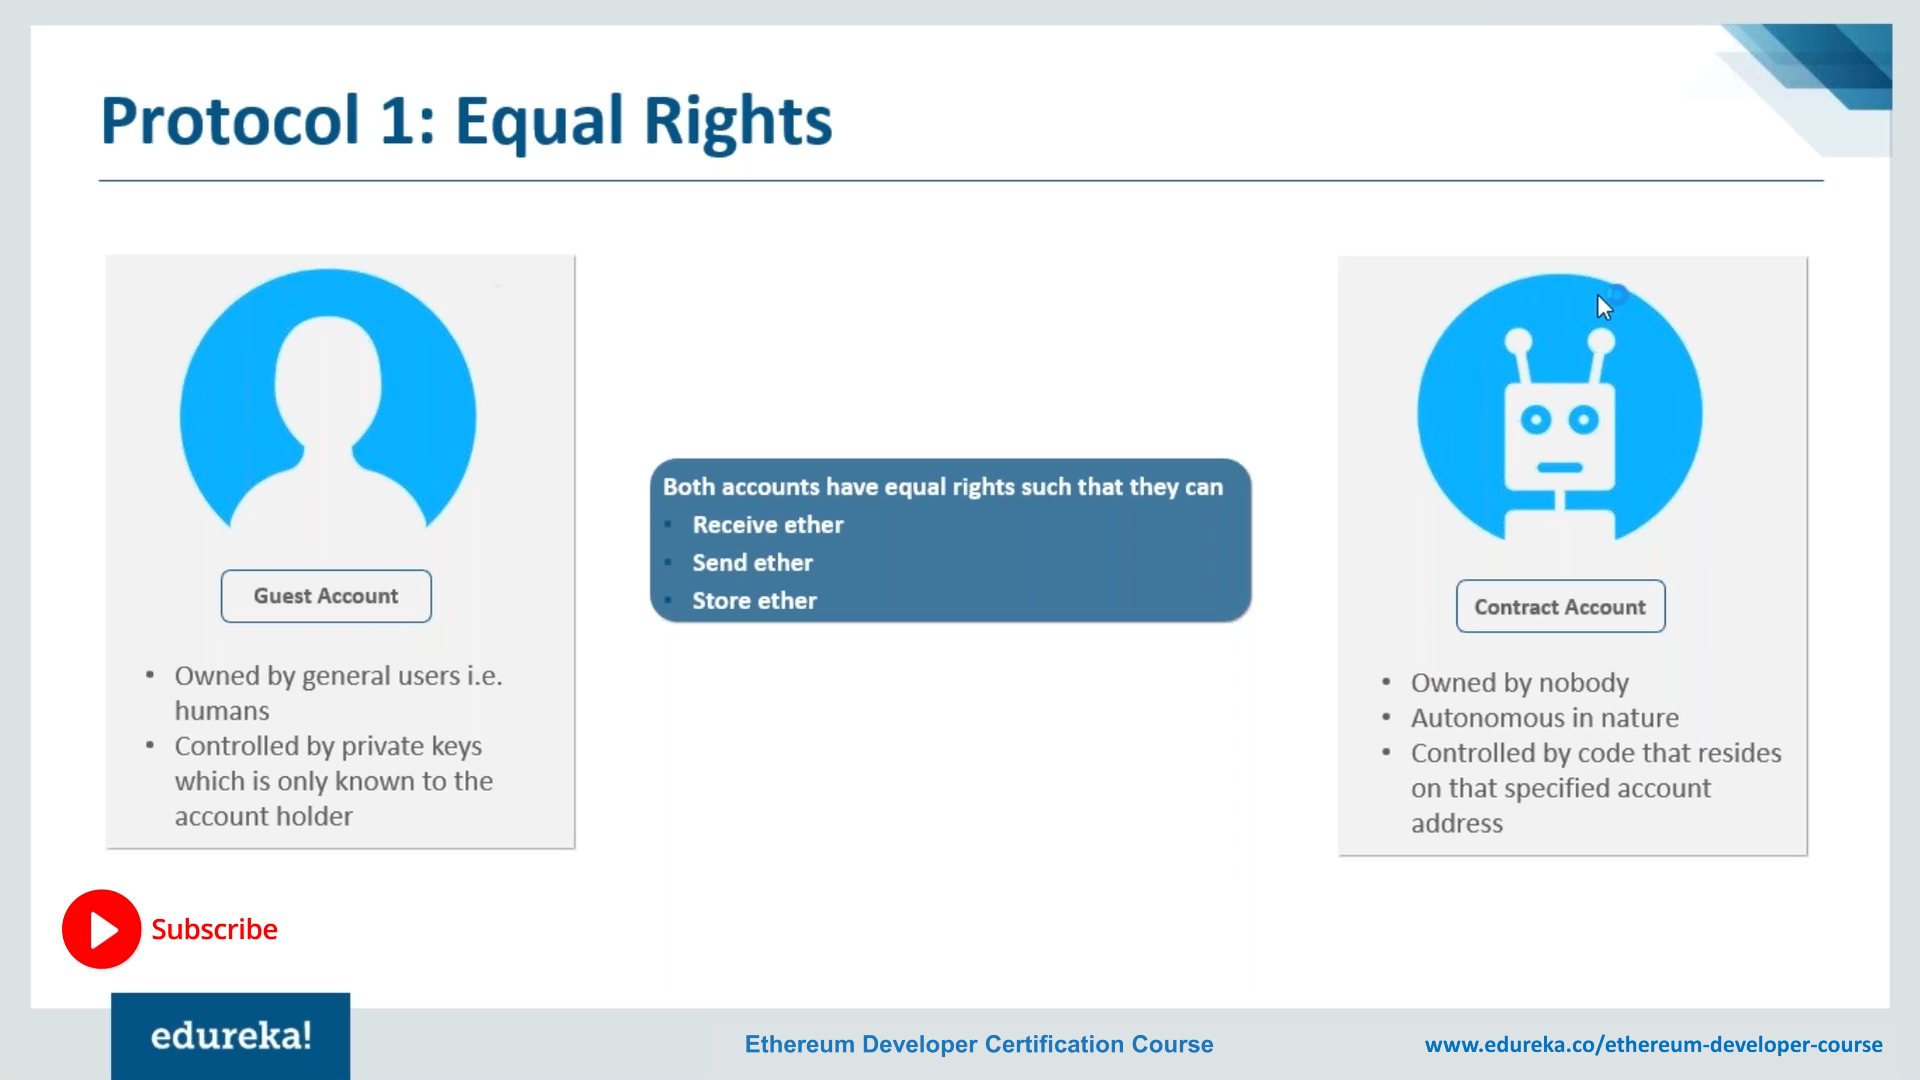 Protocol 1: Equal Rights
Guest Account
• Owned by general users i.e.
humans
• Controlled by private keys
which is only known to the
account holder
Both accounts have equal rights such that they can
• Receive ether
• Send ether
• Store ether
Contract Account
• Owned by nobody
• Autonomous in nature
• Controlled by code that resides
on that specified account
address
Subscribe
edureka!
Ethereum Developer Certification Course
www.edureka.co/ethereum-developer-course